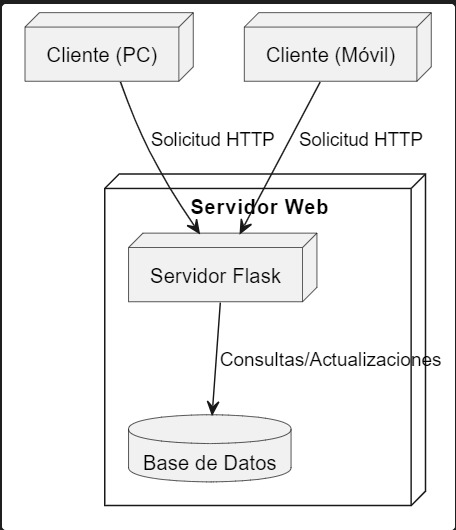 Cliente (PC)
Cliente (Móvil)
Solicitud HTTP
Solicitud HTTP
Servidor Web
Servidor Flask
Consultas/Actualizaciones
Base de Datos